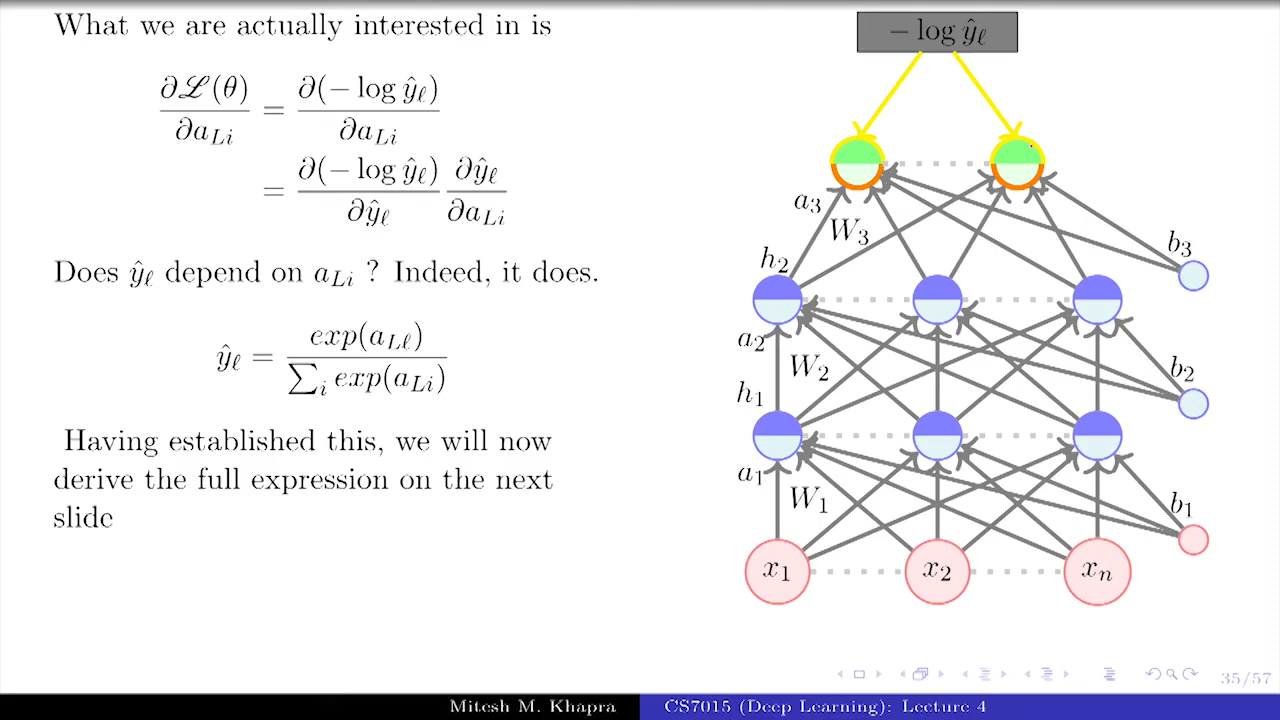 What we are actually interested in is
∂ℒ(θ)/∂a_{Li} = ∂(− log ŷ_ℓ)/∂a_{Li}
= ∂(− log ŷ_ℓ)/∂ŷ_ℓ ∂ŷ_ℓ/∂a_{Li}
Does ŷ_ℓ depend on a_{Li} ? Indeed, it does.
ŷ_ℓ = exp(a_{Lℓ})/∑_i exp(a_{Li})
Having established this, we will now
derive the full expression on the next
slide
− log ŷ_ℓ
a_3
W_3
b_3
h_2
a_2
W_2
b_2
h_1
a_1
W_1
b_1
x_1 x_2 x_n
35/57
Mitesh M. Khapra CS7015 (Deep Learning): Lecture 4